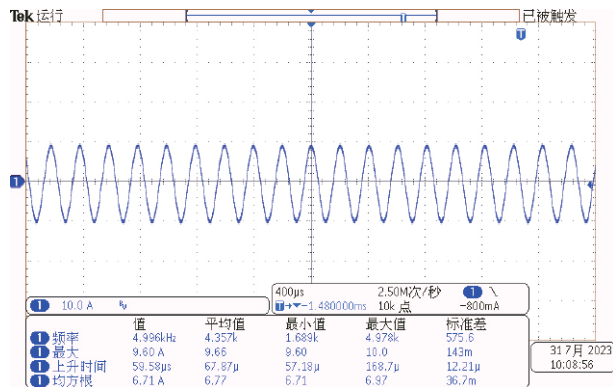 Tek 运行 已被触发
T
T
1
10.0 A
400μs 2.50M次/秒 1
T→▼-1.480000ms 10k 点 -800mA
值 平均值 最小值 最大值 标准差
1 频率 4.996kHz 4.357k 1.689k 4.978k 575.6
1 最大 9.60 A 9.66 9.60 10.0 143m
1 上升时间 59.58μs 67.87μ 57.18μ 168.7μ 12.21μ
1 均方根 6.71 A 6.77 6.71 6.97 36.7m
31 7月 2023
10:08:56